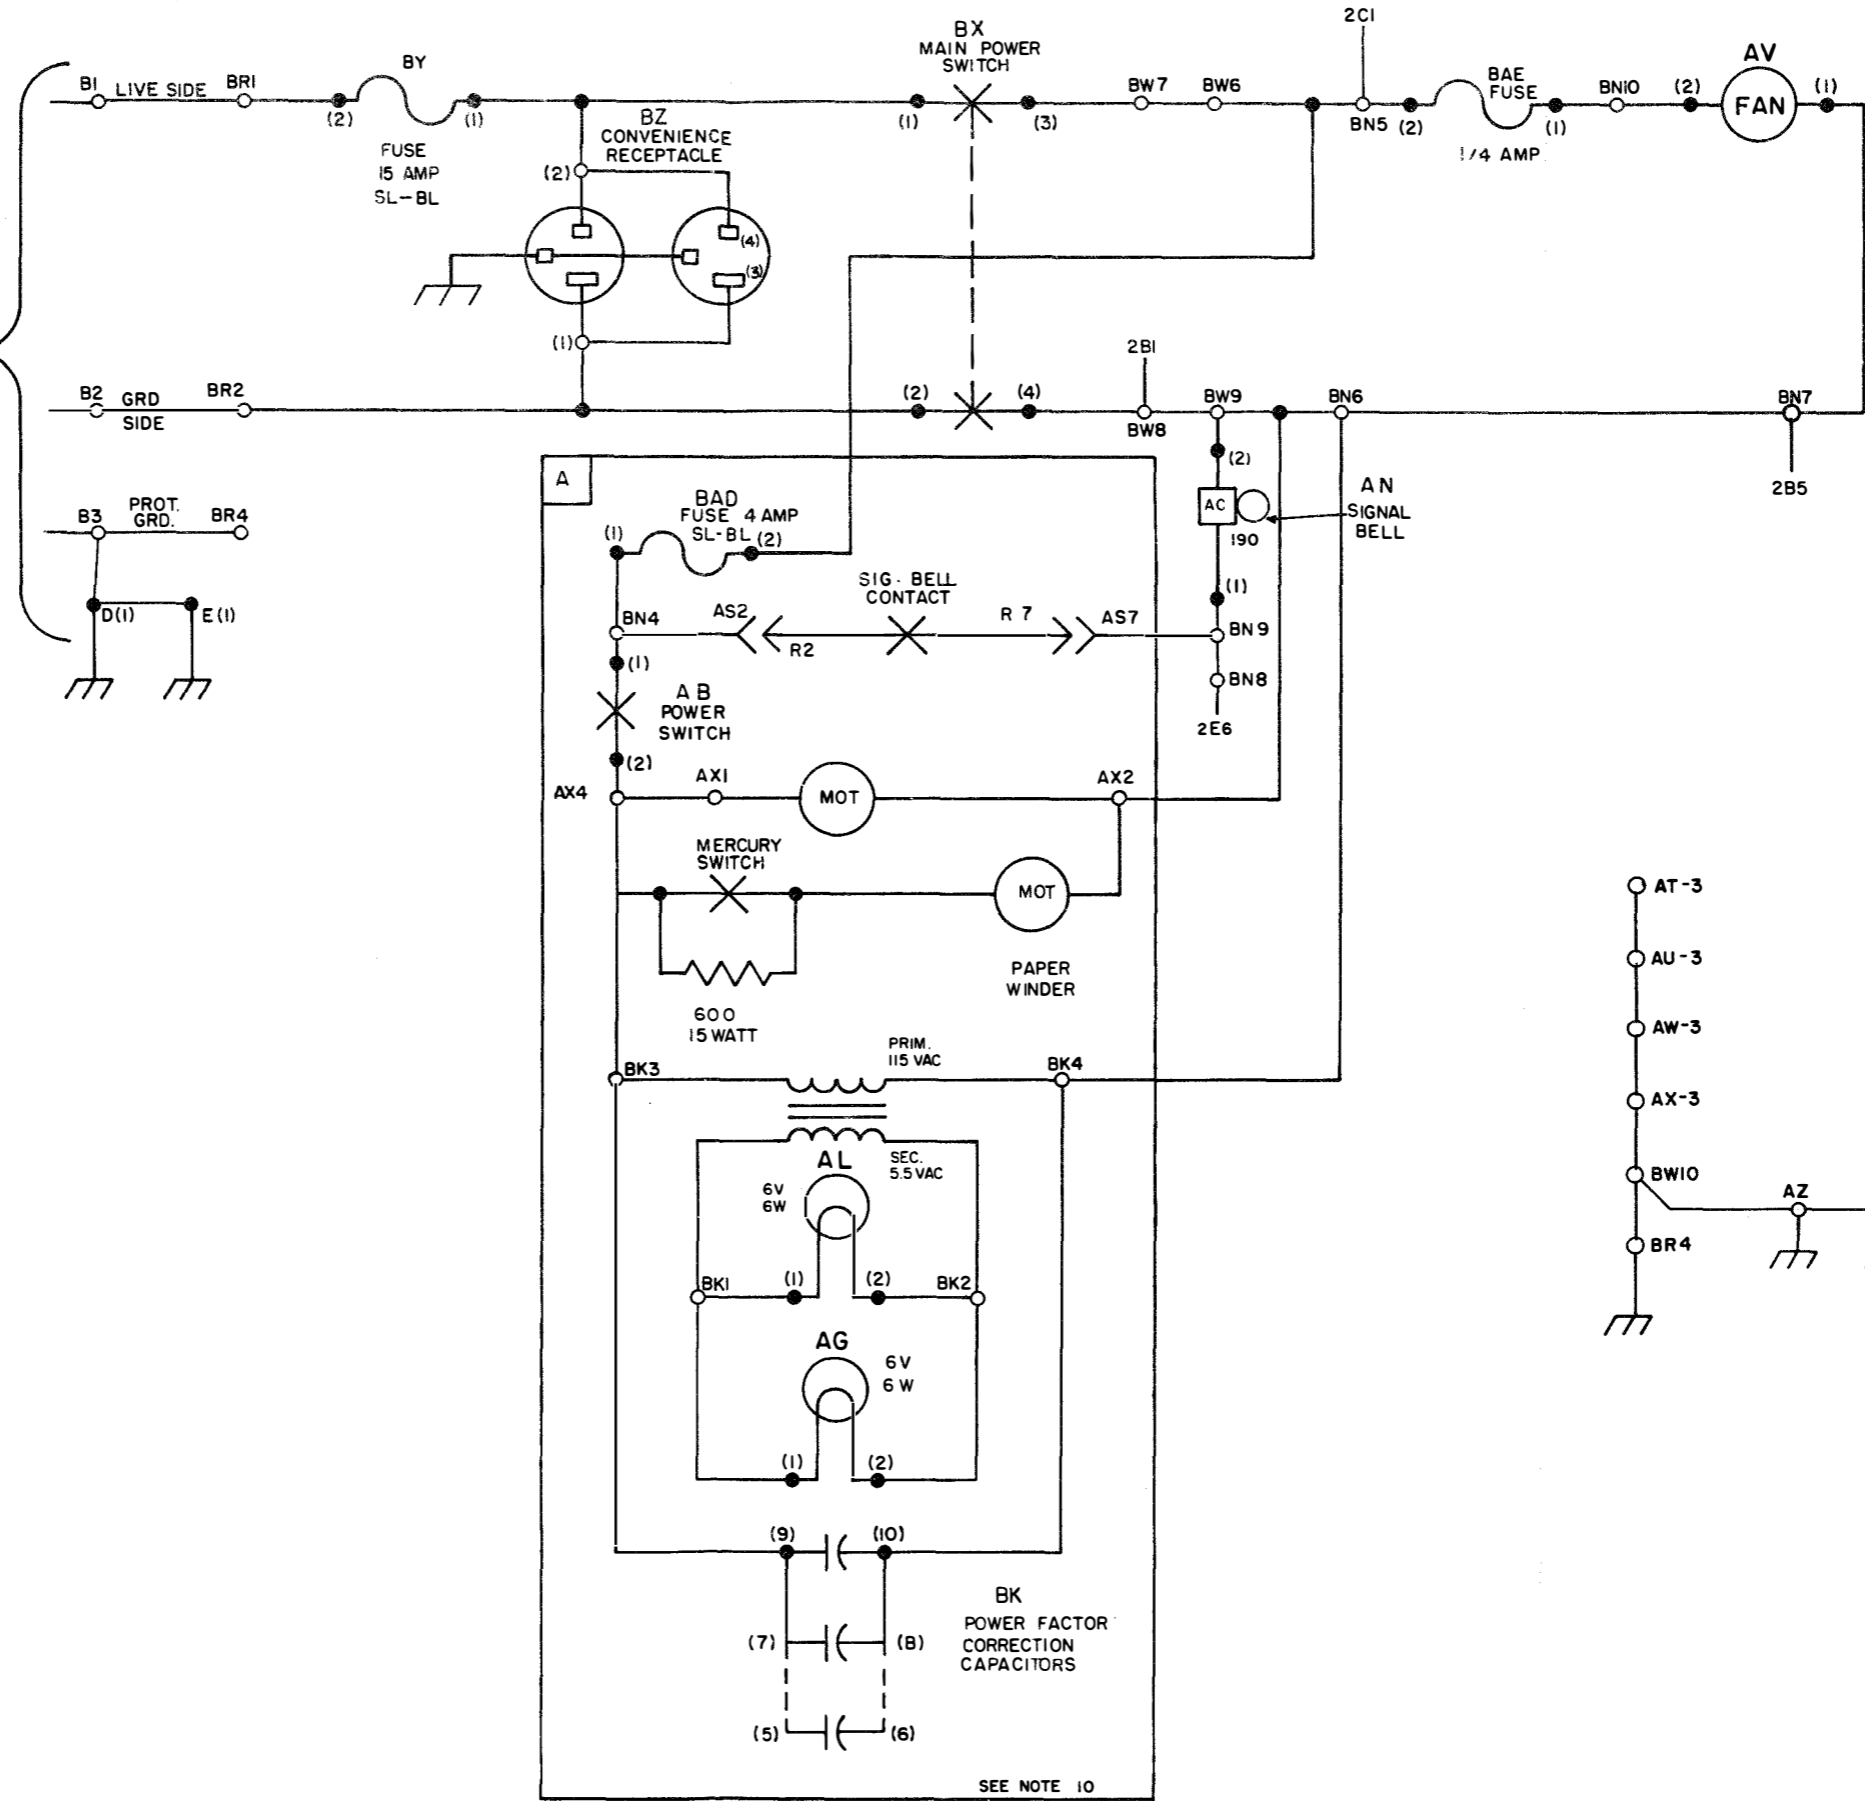 2C1
BX
MAIN POWER
SWITCH
BY
AV
B1 LIVE SIDE BR1
BW7 BW6
BAE
FUSE
BN10 (2) (1)
FAN
(2) (1)
BZ
CONVENIENCE
RECEPTACLE
(1) (3)
BN5 (2) (1)
1/4 AMP
FUSE
15 AMP
SL-BL
(2)
(4)
(3)
(1)
2B1
B2 GRD
SIDE
BR2
(2) (4)
BW8
BW9
BN6
BN7
2B5
A
BAD
FUSE 4 AMP
SL-BL (2)
(1)
(2)
AC
190
AN
SIGNAL
BELL
B3 PROT.
GRD.
BR4
D(1) E(1)
SIG. BELL
CONTACT
(1)
BN4 AS2 R2 R 7 AS7 BN9
(1)
BN8
2E6
AB
POWER
SWITCH
(2)
AX4 AX1 MOT AX2
MERCURY
SWITCH
MOT
PAPER
WINDER
600
15 WATT
AT-3
AU-3
AW-3
AX-3
BW10
AZ
BR4
PRIM.
115 VAC
BK3 BK4
SEC.
5.5 VAC
AL
6V
6W
BK1 (1) (2) BK2
AG
6V
6W
(1) (2)
(9) (10)
BK
POWER FACTOR
CORRECTION
CAPACITORS
(7) (8)
(5) (6)
SEE NOTE 10